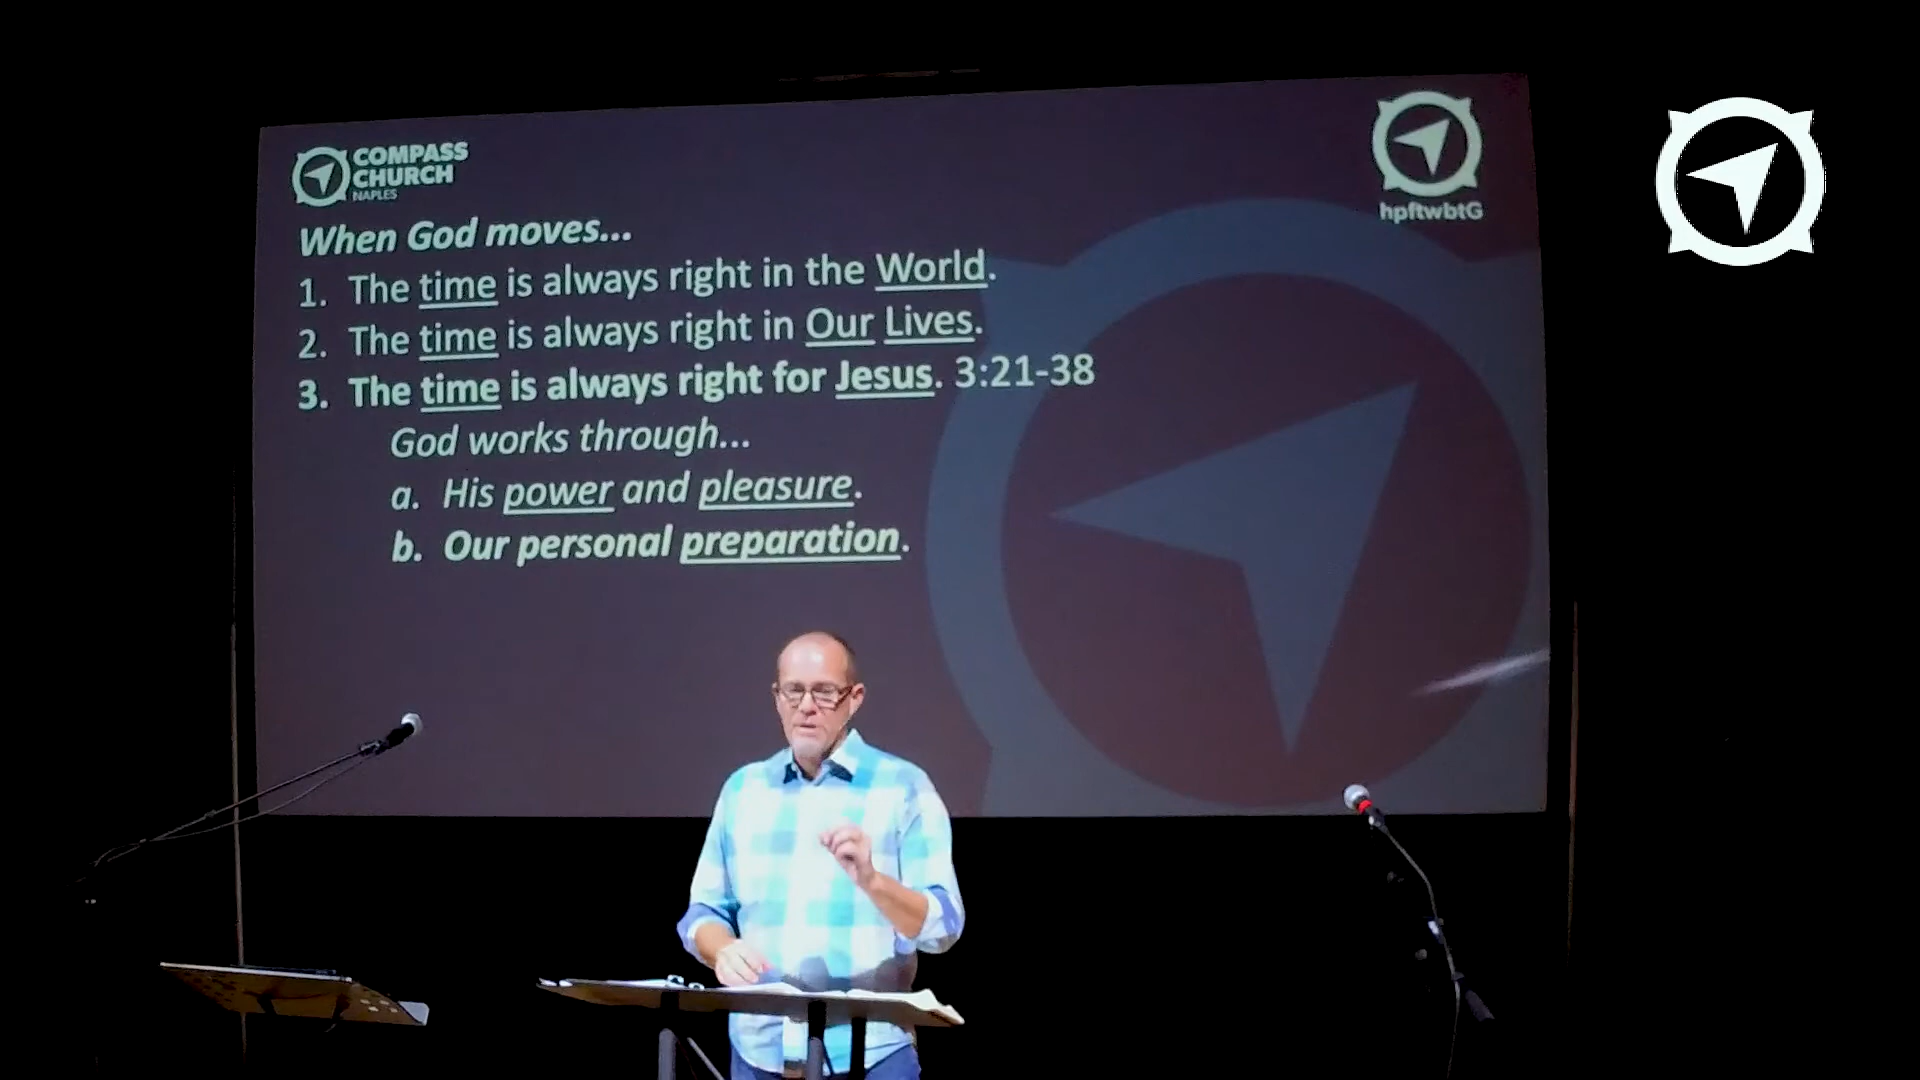 COMPASS
CHURCH
NAPLES
hpftwbtG
When God moves...
1. The time is always right in the World.
2. The time is always right in Our Lives.
3. The time is always right for Jesus. 3:21-38
God works through...
a. His power and pleasure.
b. Our personal preparation.